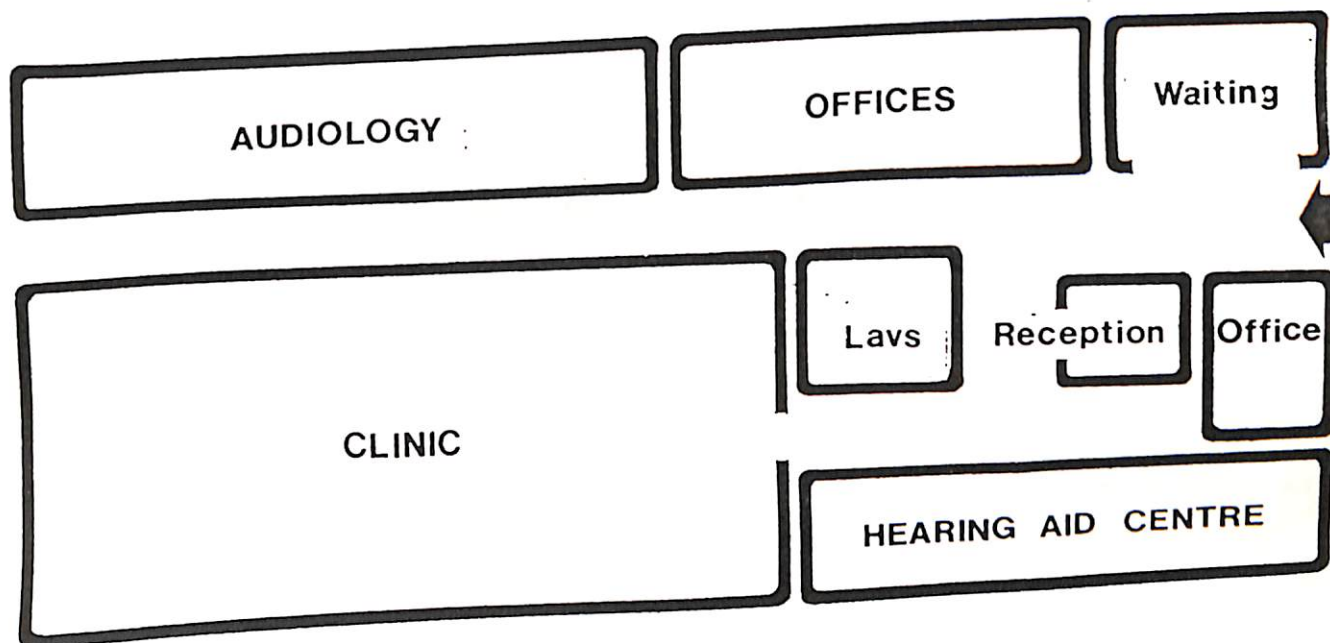 AUDIOLOGY
OFFICES
Waiting
Lavs
Reception
Office
CLINIC
HEARING AID CENTRE